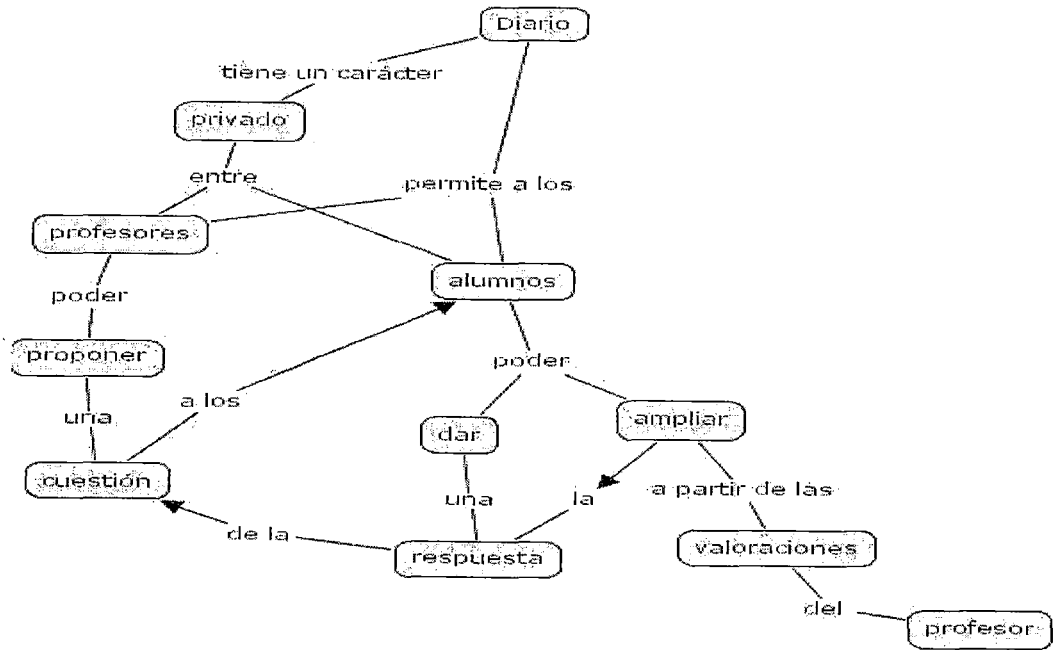 Diario
tiene un carácter
privado
entre
permite a los
profesores
alumnos
poder
proponer
poder
a los
ampliar
una
dar
cuestión
una
la
a partir de las
de la
respuesta
valoraciones
del
profesor